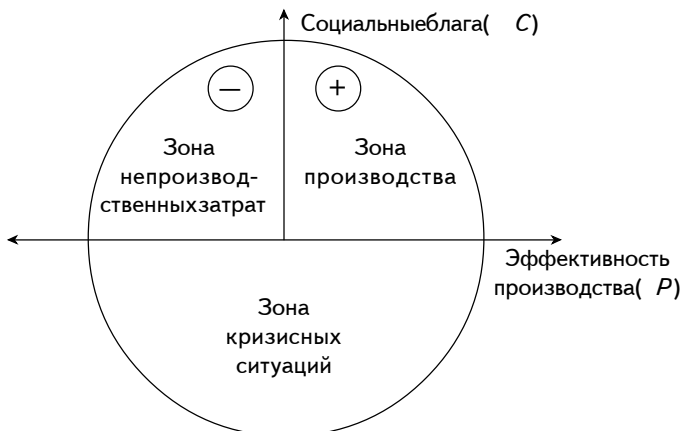 Социальныеблага( C)
− +
Зона
непроизвод-
ственныхзатрат
Зона
производства
Эффективность
производства( P)
Зона
кризисных
ситуаций